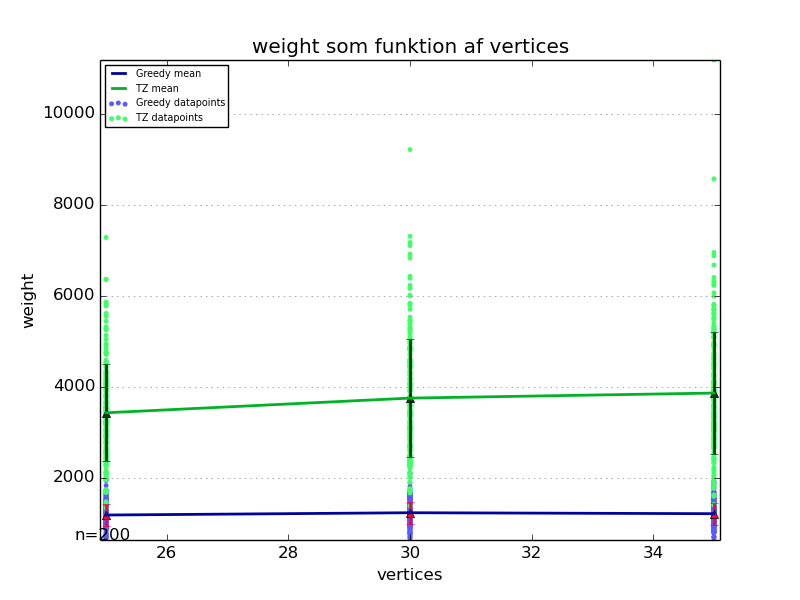 weight som funktion af vertices
Greedy mean
TZ mean
Greedy datapoints
TZ datapoints
10000
8000
6000
4000
2000
weight
n=200
26
28
30
32
34
vertices